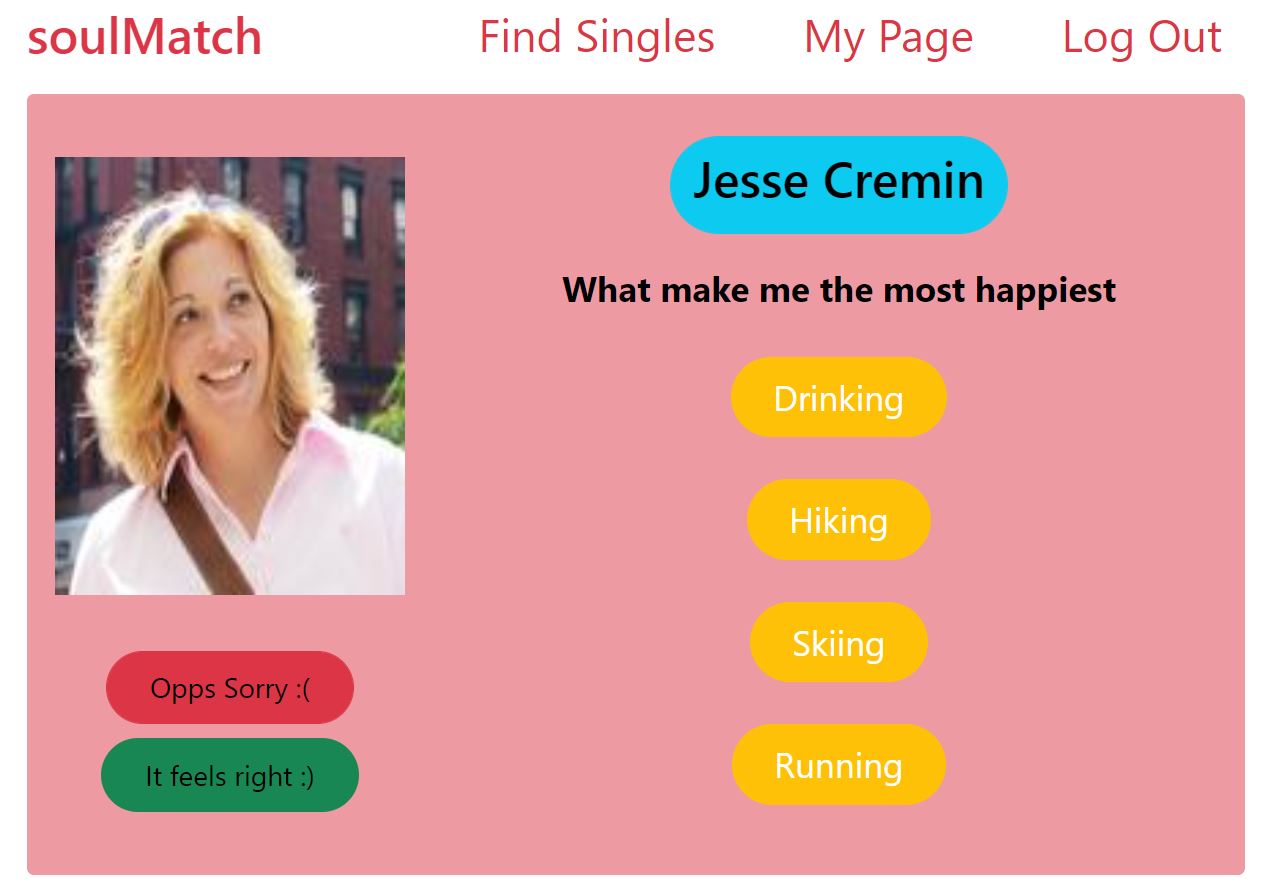 soulMatch
Find Singles
My Page
Log Out
Jesse Cremin
What make me the most happiest
Drinking
Hiking
Skiing
Running
Opps Sorry :(
It feels right :)